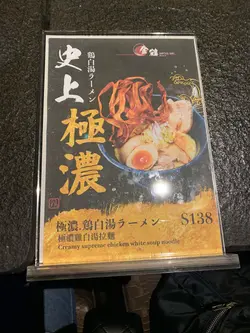 鶏白湯ラーメン
史上
極濃
極濃.鶏白湯ラーメン $138
極濃雞白湯拉麵
Creamy supreme chicken white soup noodle